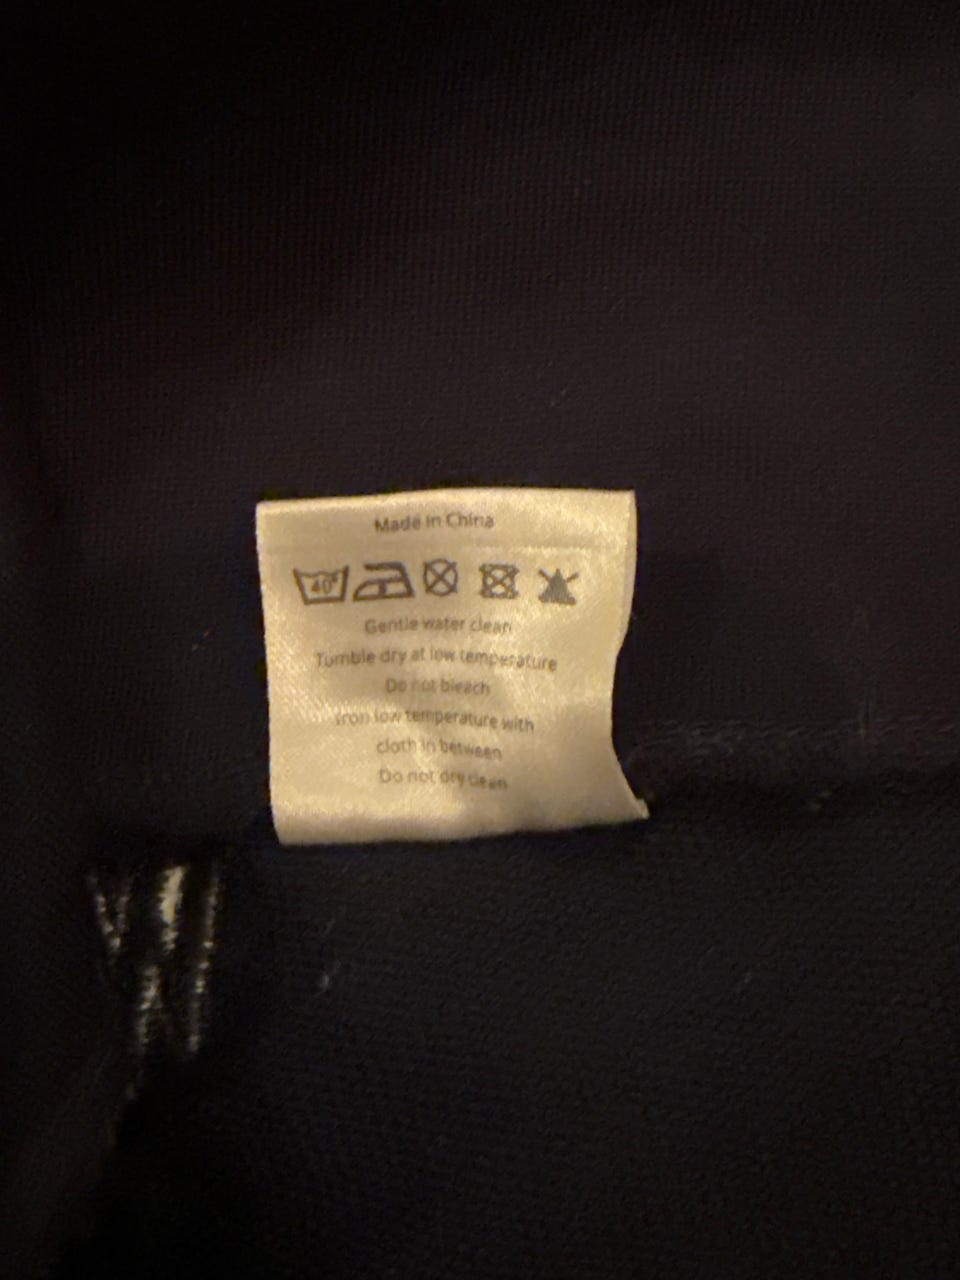 Made in China
40°
Gentle water clean
Tumble dry at low temperature
Do not bleach
Iron low temperature with
cloth in between
Do not dry clean